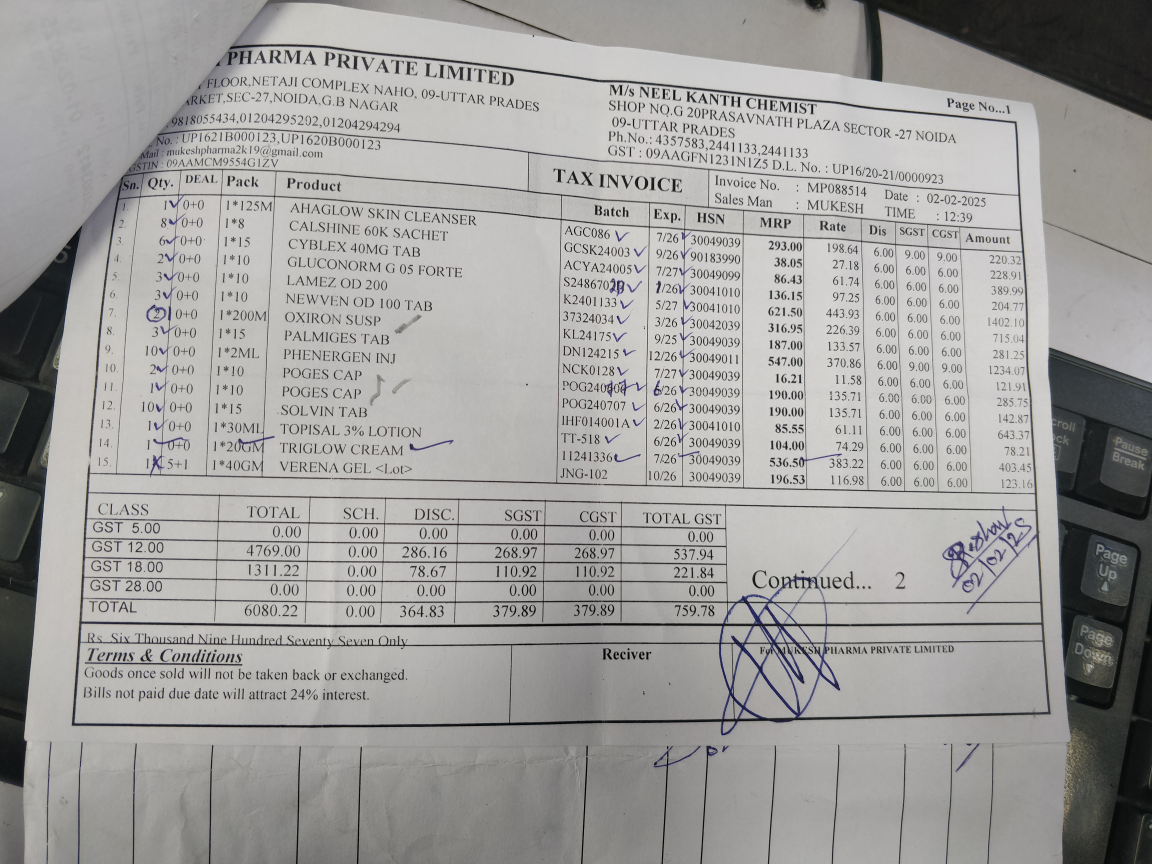 PHARMA PRIVATE LIMITED
FLOOR,NETAJI COMPLEX NAHO, 09-UTTAR PRADES
ARKET,SEC-27,NOIDA,G.B NAGAR
9818055434,01204295202,01204294294
No. : UP1621B000123,UP1620B000123
Mail : mukeshpharma2k19@gmail.com
GSTIN : 09AAMCM9554G1ZV
M/s NEEL KANTH CHEMIST
Page No...1
SHOP NO.G 20PRASAVNATH PLAZA SECTOR -27 NOIDA
09-UTTAR PRADES
Ph.No.: 4357583,2441133,2441133
GST : 09AAGFN1231N1Z5 D.L. No. : UP16/20-21/0000923
TAX INVOICE
Invoice No. : MP088514 Date : 02-02-2025
Sales Man : MUKESH TIME : 12:39
Sn. Qty. DEAL Pack Product Batch Exp. HSN MRP Rate Dis SGST CGST Amount
1. 1 0+0 1*125M AHAGLOW SKIN CLEANSER AGC086 7/26 30049039 293.00 198.64 6.00 9.00 9.00 220.32
2. 8 0+0 1*8 CALSHINE 60K SACHET GCSK24003 9/26 90183990 38.05 27.18 6.00 6.00 6.00 228.91
3. 6 0+0 1*15 CYBLEX 40MG TAB ACYA24005 7/27 30049099 86.43 61.74 6.00 6.00 6.00 389.99
4. 2 0+0 1*10 GLUCONORM G 05 FORTE 1/26 30041010 136.15 97.25 6.00 6.00 6.00 204.77
5. 3 0+0 1*10 LAMEZ OD 200 K2401133 5/27 30041010 621.50 443.93 6.00 6.00 6.00 1402.10
6. 3 0+0 1*10 NEWVEN OD 100 TAB 37324034 3/26 30042039 316.95 226.39 6.00 6.00 6.00 715.04
7. 2 0+0 1*200M OXIRON SUSP KL24175 9/25 30049039 187.00 133.57 6.00 6.00 6.00 281.25
8. 3 0+0 1*15 PALMIGES TAB DN124215 12/26 30049011 547.00 370.86 6.00 9.00 9.00 1234.07
9. 10 0+0 1*2ML PHENERGEN INJ NCK0128 7/27 30049039 16.21 11.58 6.00 6.00 6.00 121.91
10. 2 0+0 1*10 POGES CAP 6/26 30049039 190.00 135.71 6.00 6.00 6.00 285.75
11. 1 0+0 1*10 POGES CAP POG240707 6/26 30049039 190.00 135.71 6.00 6.00 6.00 142.87
12. 10 0+0 1*15 SOLVIN TAB IHF014001A 2/26 30041010 85.55 61.11 6.00 6.00 6.00 643.37
13. 1 0+0 1*30ML TOPISAL 3% LOTION TT-518 6/26 30049039 104.00 74.29 6.00 6.00 6.00 78.21
14. 1 0+0 1*20GM TRIGLOW CREAM 11241336 7/26 30049039 536.50 383.22 6.00 6.00 6.00 403.45
15. 1 5+1 1*40GM VERENA GEL <Lot> JNG-102 10/26 30049039 196.53 116.98 6.00 6.00 6.00 123.16
CLASS TOTAL SCH. DISC. SGST CGST TOTAL GST
GST 5.00 0.00 0.00 0.00 0.00 0.00 0.00
GST 12.00 4769.00 0.00 286.16 268.97 268.97 537.94
GST 18.00 1311.22 0.00 78.67 110.92 110.92 221.84
GST 28.00 0.00 0.00 0.00 0.00 0.00 0.00
TOTAL 6080.22 0.00 364.83 379.89 379.89 759.78
Continued... 2
02/02/25
Rs. Six Thousand Nine Hundred Seventy Seven Only
Terms & Conditions
Goods once sold will not be taken back or exchanged.
Bills not paid due date will attract 24% interest.
Reciver
For MUKESH PHARMA PRIVATE LIMITED
Scroll
Lock
Pause
Break
Page
Up
Page
Down